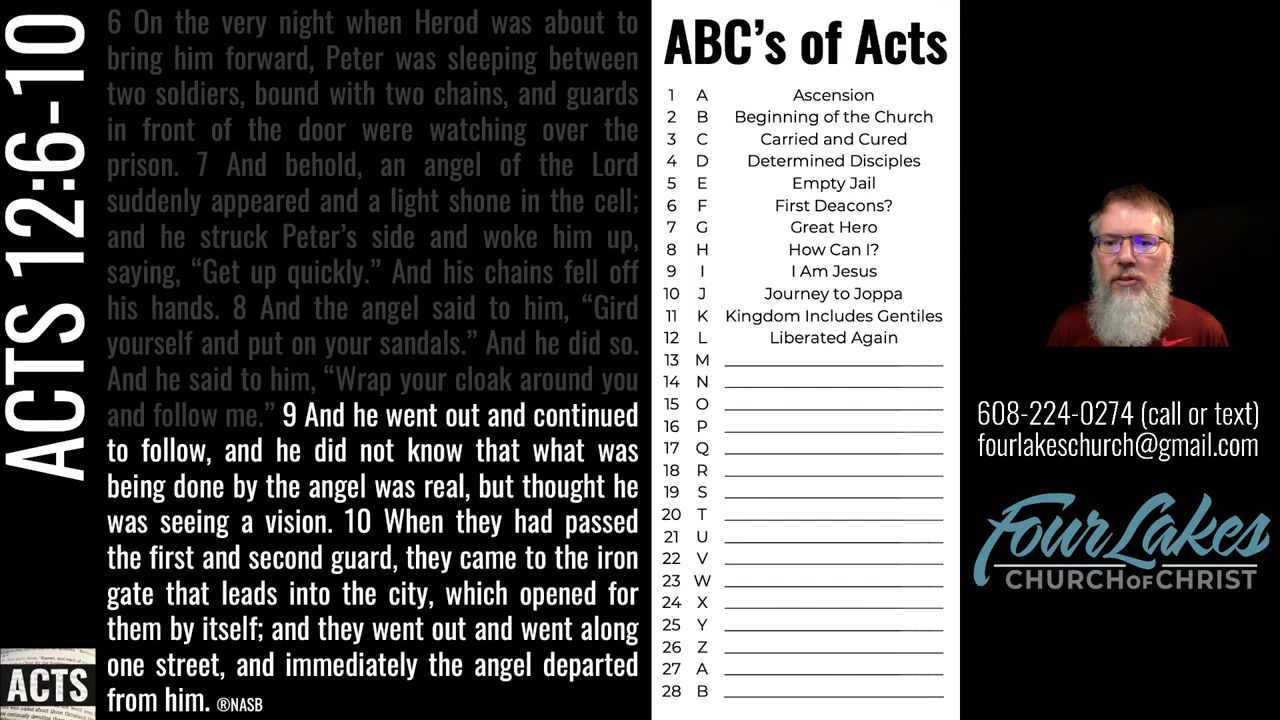 ACTS 12:6-10
6 On the very night when Herod was about to
bring him forward, Peter was sleeping between
two soldiers, bound with two chains, and guards
in front of the door were watching over the
prison. 7 And behold, an angel of the Lord
suddenly appeared and a light shone in the cell;
and he struck Peter’s side and woke him up,
saying, “Get up quickly.” And his chains fell off
his hands. 8 And the angel said to him, “Gird
yourself and put on your sandals.” And he did so.
And he said to him, “Wrap your cloak around you
and follow me.” 9 And he went out and continued
to follow, and he did not know that what was
being done by the angel was real, but thought he
was seeing a vision. 10 When they had passed
the first and second guard, they came to the iron
gate that leads into the city, which opened for
them by itself; and they went out and went along
one street, and immediately the angel departed
from him. ®NASB
ACTS
ABC’s of Acts
1 A Ascension
2 B Beginning of the Church
3 C Carried and Cured
4 D Determined Disciples
5 E Empty Jail
6 F First Deacons?
7 G Great Hero
8 H How Can I?
9 I I Am Jesus
10 J Journey to Joppa
11 K Kingdom Includes Gentiles
12 L Liberated Again
13 M
14 N
15 O
16 P
17 Q
18 R
19 S
20 T
21 U
22 V
23 W
24 X
25 Y
26 Z
27 A
28 B
608-224-0274 (call or text)
fourlakeschurch@gmail.com
Four Lakes
CHURCH OF CHRIST